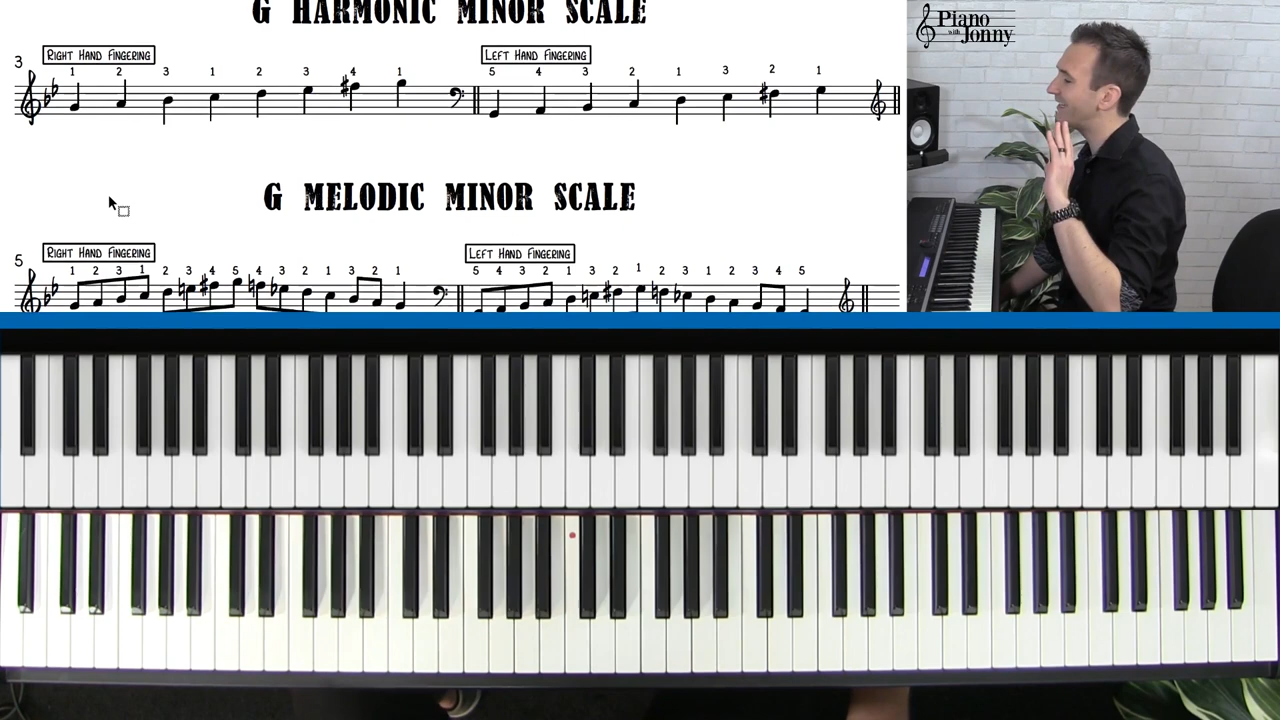 G HARMONIC MINOR SCALE
Piano
with
Jonny
3
RIGHT HAND FINGERING
LEFT HAND FINGERING
1 2 3 1 2 3 4 1
5 4 3 2 1 3 2 1
G MELODIC MINOR SCALE
5
RIGHT HAND FINGERING
LEFT HAND FINGERING
1 2 3 1 2 3 4 5 4 3 2 1 3 2 1
5 4 3 2 1 3 2 1 2 3 1 2 3 4 5